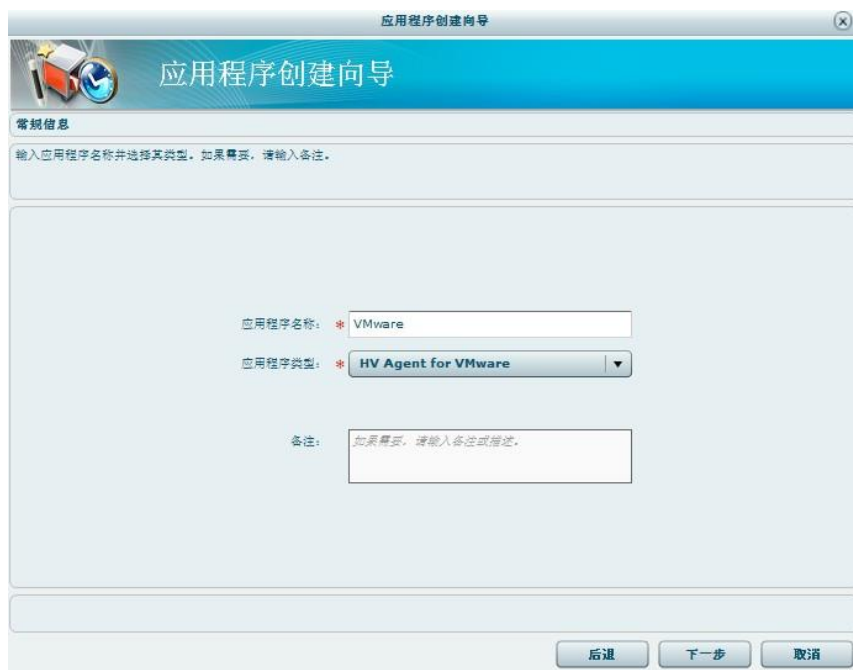 应用程序创建向导
应用程序创建向导
常规信息
输入应用程序名称并选择其类型。如果需要，请输入备注。
应用程序名称： * VMware
应用程序类型： * HV Agent for VMware
备注： 如果需要，请输入备注或描述。
后退 下一步 取消